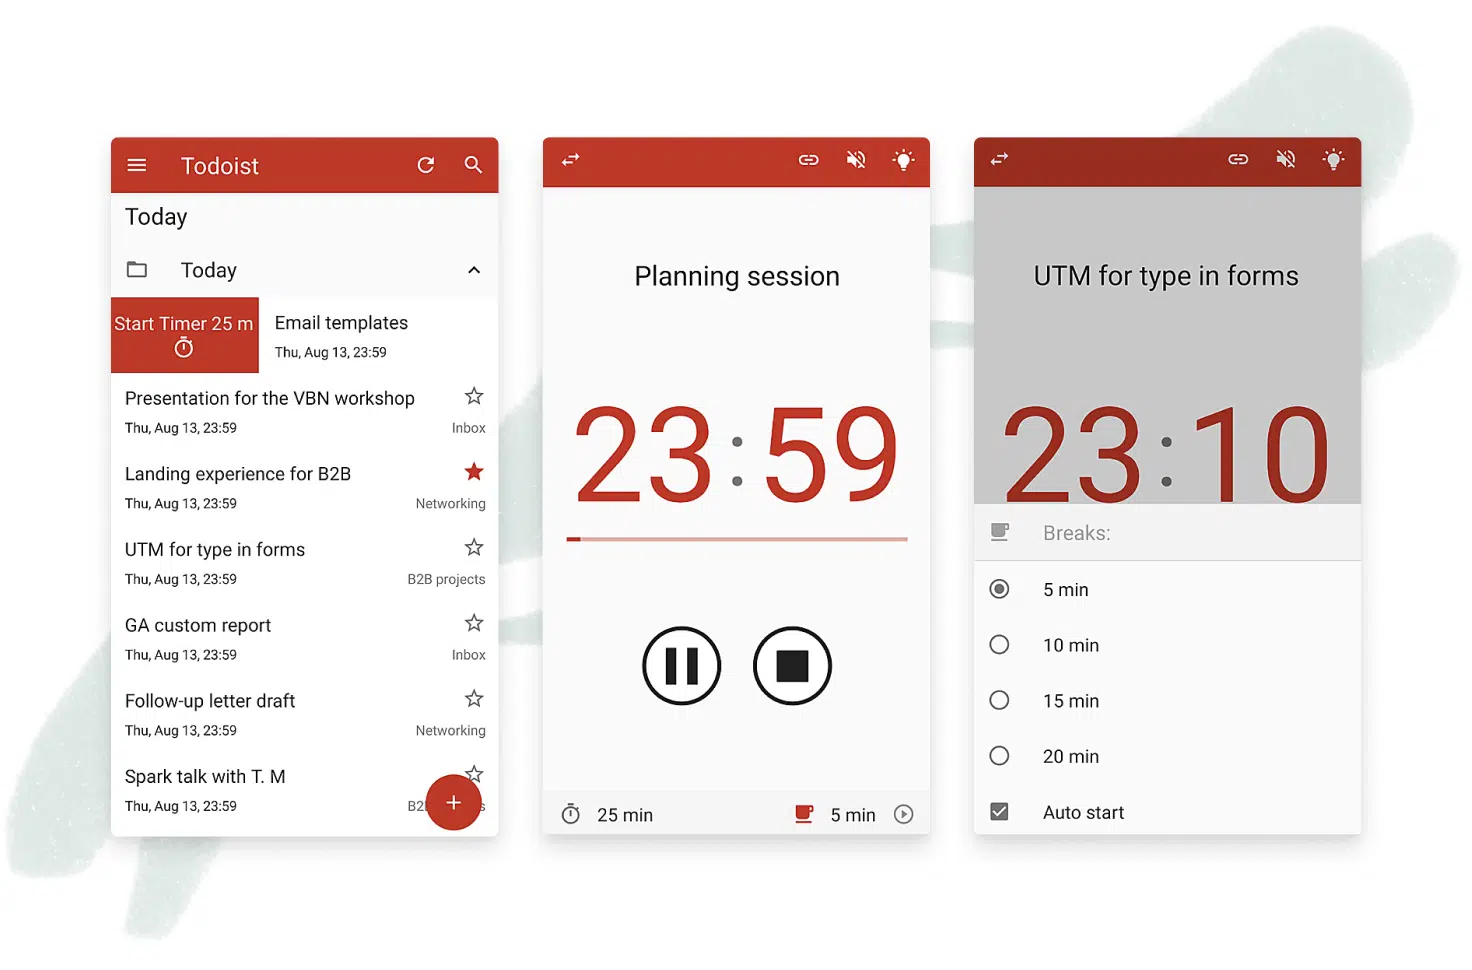 Todoist
Today
Today
Start Timer 25 m
Email templates
Thu, Aug 13, 23:59
Presentation for the VBN workshop
Thu, Aug 13, 23:59
Inbox
Landing experience for B2B
Thu, Aug 13, 23:59
Networking
UTM for type in forms
Thu, Aug 13, 23:59
B2B projects
GA custom report
Thu, Aug 13, 23:59
Inbox
Follow-up letter draft
Thu, Aug 13, 23:59
Networking
Spark talk with T. M
Thu, Aug 13, 23:59
Planning session
23:59
25 min
5 min
UTM for type in forms
23:10
Breaks:
5 min
10 min
15 min
20 min
Auto start